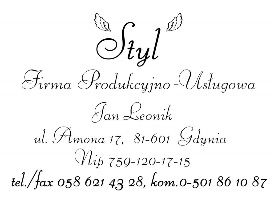 Styl
Firma Produkcyjno-Usługowa
Jan Leonik
ul. Amona 17, 81-601 Gdynia
Nip 759-120-17-15
tel./fax 058 621 43 28, kom.0-501 86 10 87